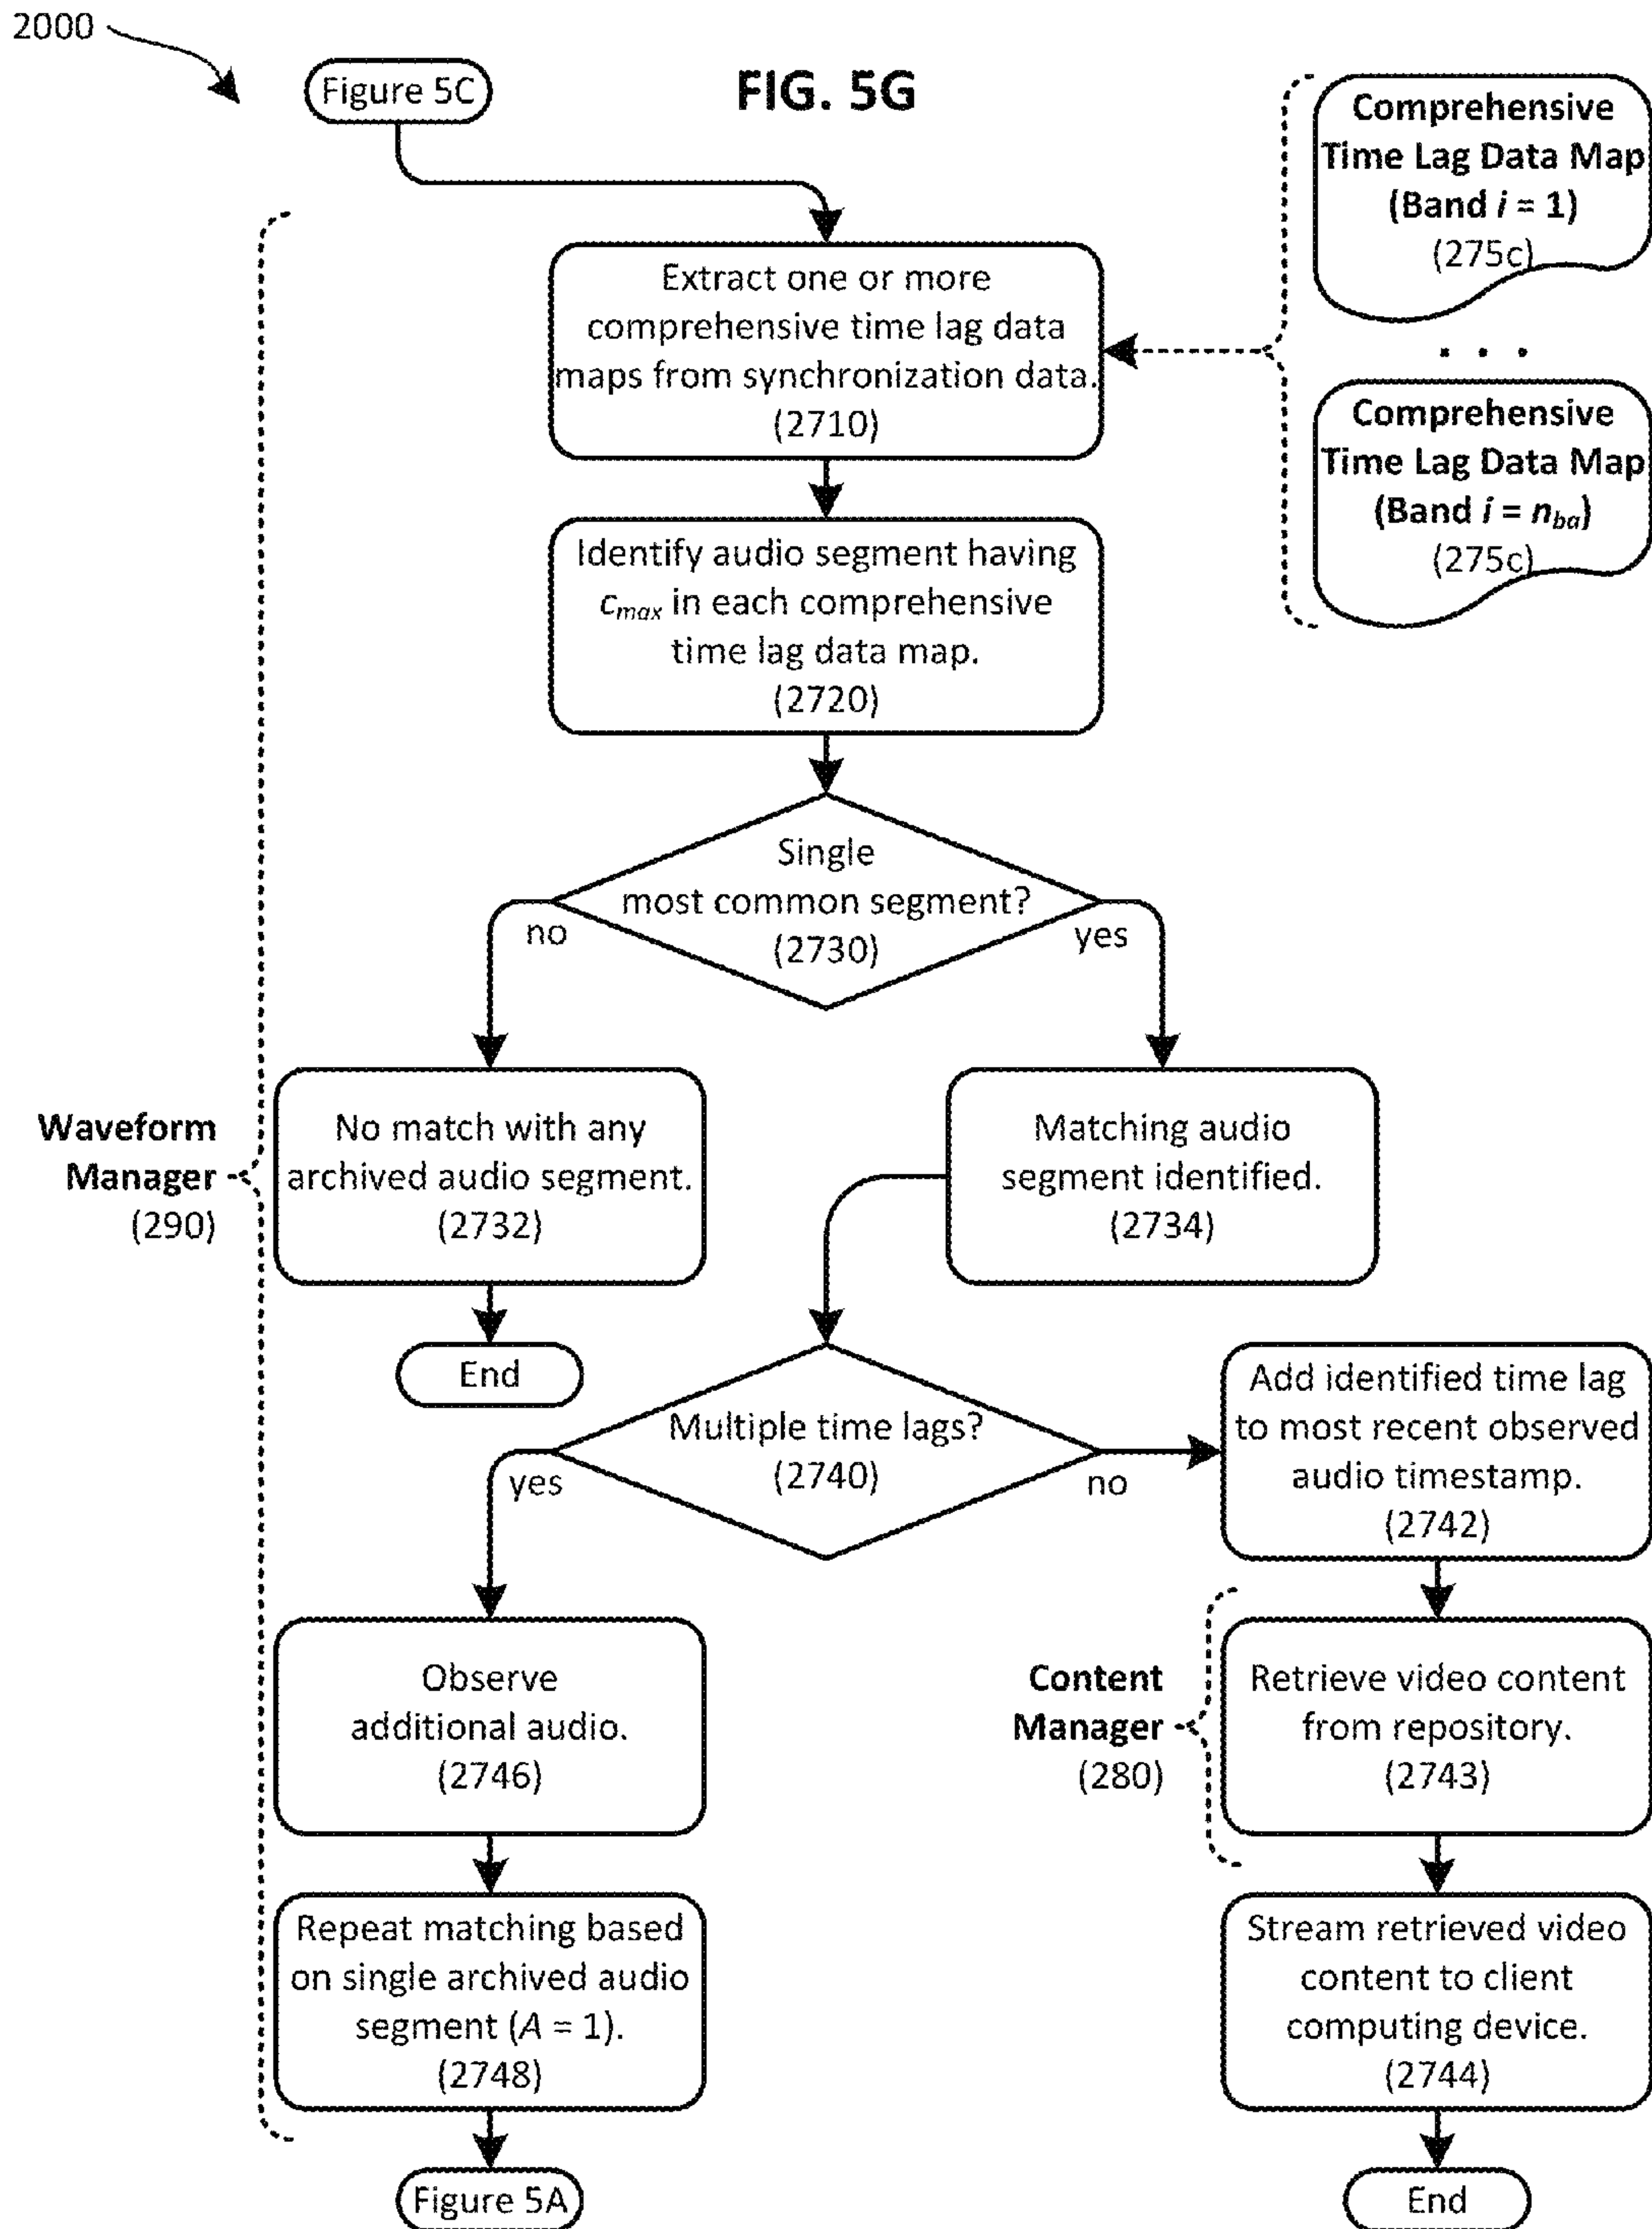 2000
Figure 5C
FIG. 5G
Comprehensive
Time Lag Data Map
(Band i = 1)
(275c)
. . .
Comprehensive
Time Lag Data Map
(Band i = nba)
(275c)
Extract one or more
comprehensive time lag data
maps from synchronization data.
(2710)
Identify audio segment having
cmax in each comprehensive
time lag data map.
(2720)
Single
most common segment?
(2730)
no
yes
Waveform
Manager
(290)
No match with any
archived audio segment.
(2732)
End
Matching audio
segment identified.
(2734)
Multiple time lags?
(2740)
yes
no
Add identified time lag
to most recent observed
audio timestamp.
(2742)
Observe
additional audio.
(2746)
Content
Manager
(280)
Retrieve video content
from repository.
(2743)
Repeat matching based
on single archived audio
segment (A = 1).
(2748)
Figure 5A
Stream retrieved video
content to client
computing device.
(2744)
End